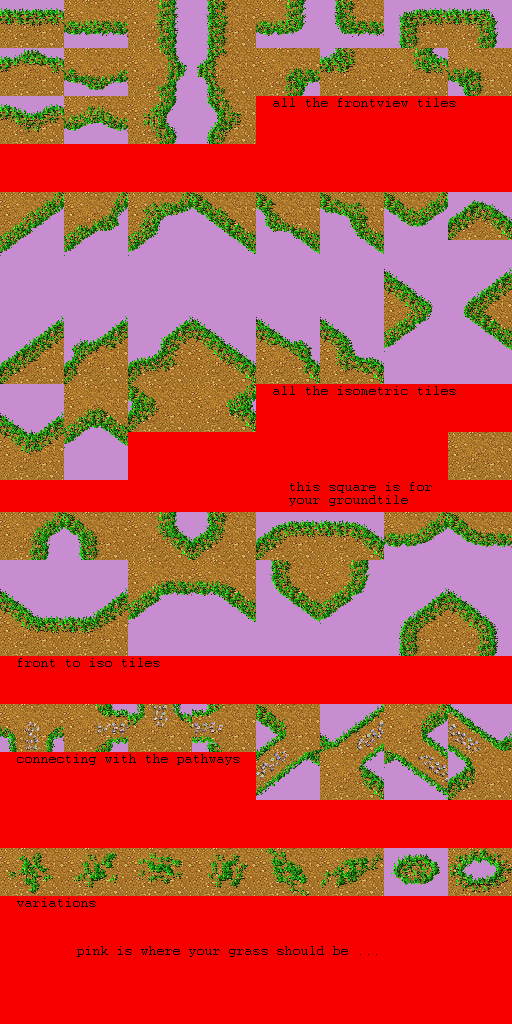 all the frontview tiles
all the isometric tiles
this square is for
your groundtile
front to iso tiles
connecting with the pathways
variations
pink is where your grass should be ...